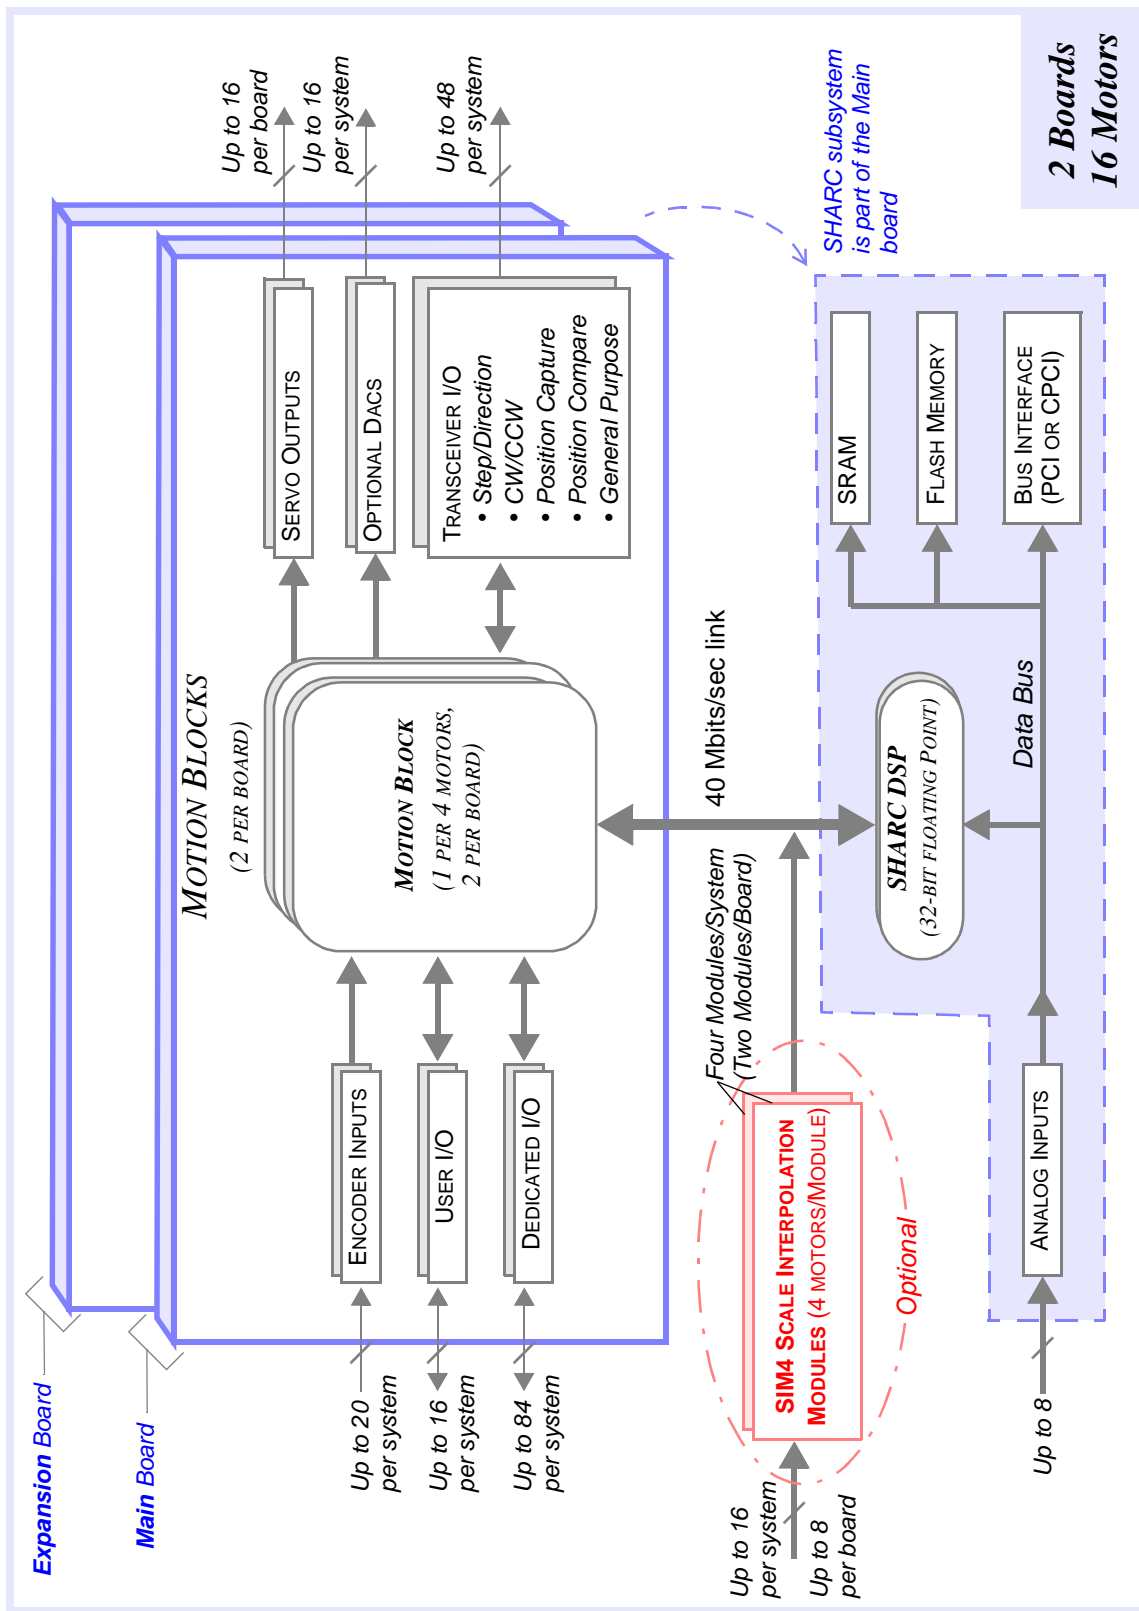 Expansion Board
Main Board
MOTION BLOCKS
(2 PER BOARD)
Up to 20
per system
Up to 16
per system
Up to 84
per system
ENCODER INPUTS
USER I/O
DEDICATED I/O
MOTION BLOCK
(1 PER 4 MOTORS,
2 PER BOARD)
SERVO OUTPUTS
OPTIONAL DACS
TRANSCEIVER I/O
• Step/Direction
• CW/CCW
• Position Capture
• Position Compare
• General Purpose
Up to 16
per board
Up to 16
per system
Up to 48
per system
40 Mbits/sec link
Four Modules/System
(Two Modules/Board)
Up to 16
per system
Up to 8
per board
SIM4 SCALE INTERPOLATION
MODULES (4 MOTORS/MODULE)
Optional
SHARC subsystem
is part of the Main
board
SHARC DSP
(32-BIT FLOATING POINT)
Data Bus
SRAM
FLASH MEMORY
BUS INTERFACE
(PCI OR CPCI)
Up to 8
ANALOG INPUTS
2 Boards
16 Motors